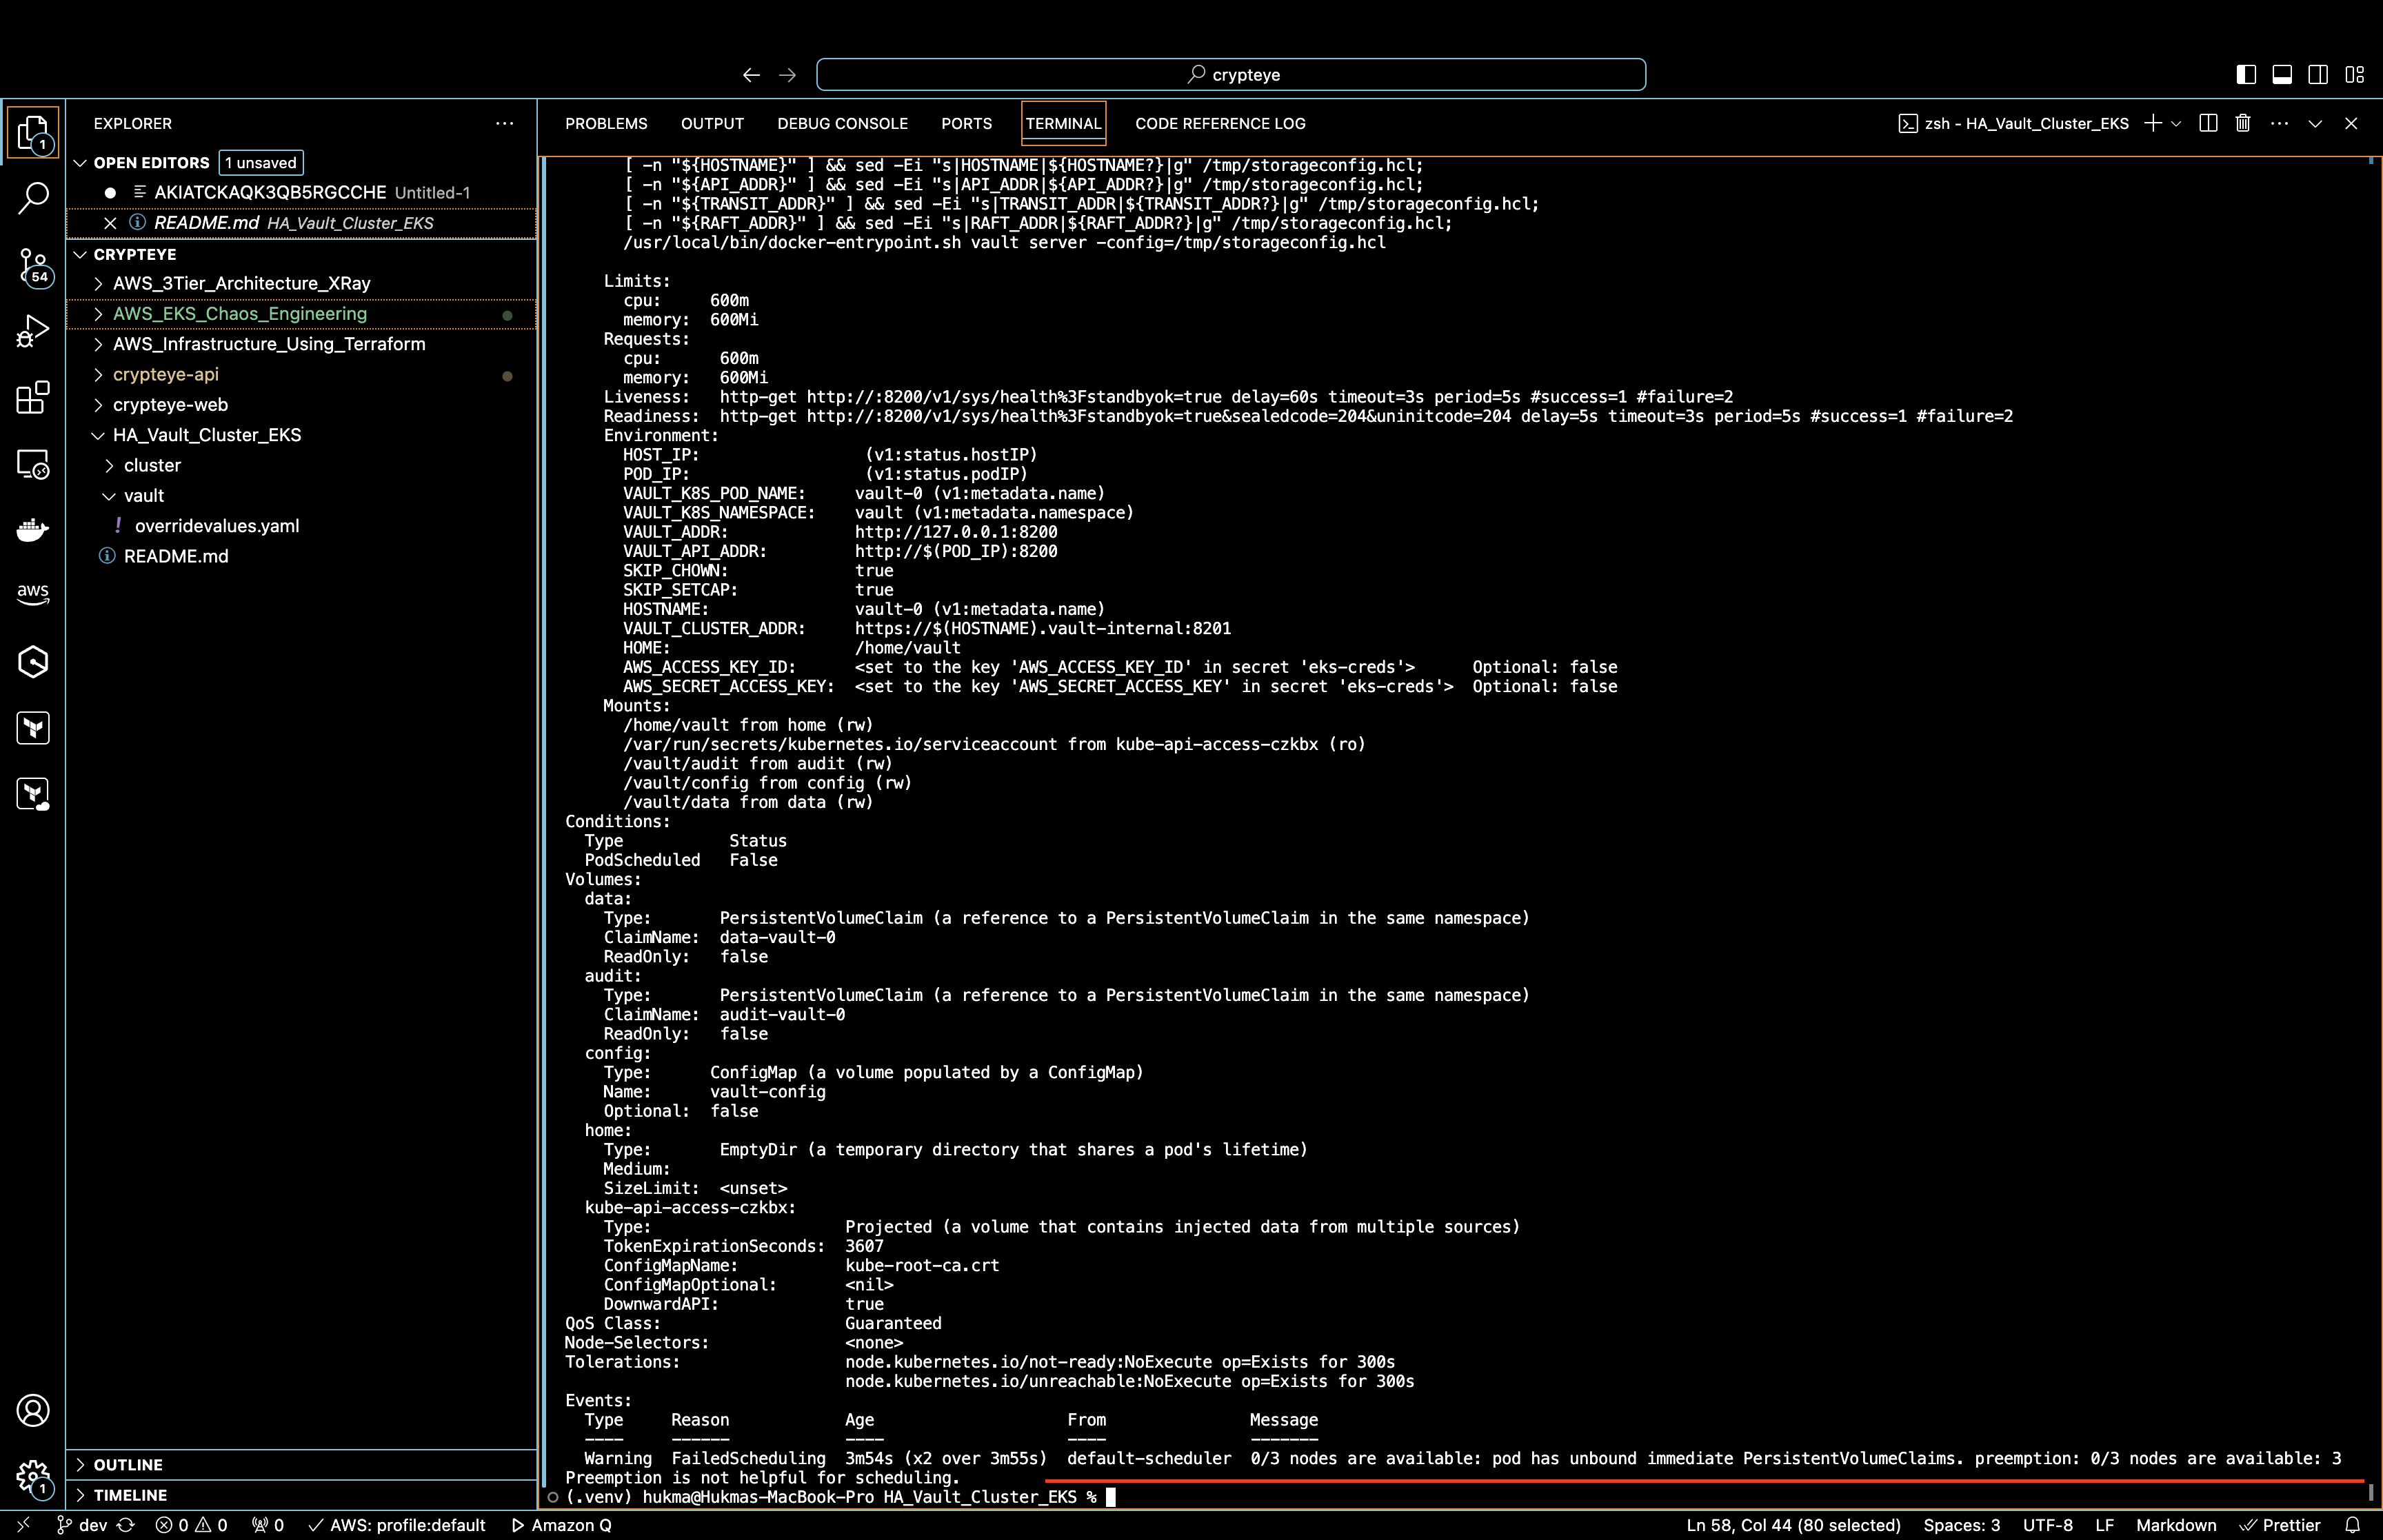 crypteye
EXPLORER
OPEN EDITORS 1 unsaved
AKIATCKAQK3QB5RGCCHE Untitled-1
README.md HA_Vault_Cluster_EKS
CRYPTEYE
AWS_3Tier_Architecture_XRay
AWS_EKS_Chaos_Engineering
AWS_Infrastructure_Using_Terraform
crypteye-api
crypteye-web
HA_Vault_Cluster_EKS
cluster
vault
! overridevalues.yaml
README.md
OUTLINE
TIMELINE
1
54
aws
1
PROBLEMS OUTPUT DEBUG CONSOLE PORTS TERMINAL CODE REFERENCE LOG
zsh - HA_Vault_Cluster_EKS
[ -n "${HOSTNAME}" ] && sed -Ei "s|HOSTNAME|${HOSTNAME?}|g" /tmp/storageconfig.hcl;
[ -n "${API_ADDR}" ] && sed -Ei "s|API_ADDR|${API_ADDR?}|g" /tmp/storageconfig.hcl;
[ -n "${TRANSIT_ADDR}" ] && sed -Ei "s|TRANSIT_ADDR|${TRANSIT_ADDR?}|g" /tmp/storageconfig.hcl;
[ -n "${RAFT_ADDR}" ] && sed -Ei "s|RAFT_ADDR|${RAFT_ADDR?}|g" /tmp/storageconfig.hcl;
/usr/local/bin/docker-entrypoint.sh vault server -config=/tmp/storageconfig.hcl
Limits:
cpu: 600m
memory: 600Mi
Requests:
cpu: 600m
memory: 600Mi
Liveness: http-get http://:8200/v1/sys/health%3Fstandbyok=true delay=60s timeout=3s period=5s #success=1 #failure=2
Readiness: http-get http://:8200/v1/sys/health%3Fstandbyok=true&sealedcode=204&uninitcode=204 delay=5s timeout=3s period=5s #success=1 #failure=2
Environment:
HOST_IP: (v1:status.hostIP)
POD_IP: (v1:status.podIP)
VAULT_K8S_POD_NAME: vault-0 (v1:metadata.name)
VAULT_K8S_NAMESPACE: vault (v1:metadata.namespace)
VAULT_ADDR: http://127.0.0.1:8200
VAULT_API_ADDR: http://$(POD_IP):8200
SKIP_CHOWN: true
SKIP_SETCAP: true
HOSTNAME: vault-0 (v1:metadata.name)
VAULT_CLUSTER_ADDR: https://$(HOSTNAME).vault-internal:8201
HOME: /home/vault
AWS_ACCESS_KEY_ID: <set to the key 'AWS_ACCESS_KEY_ID' in secret 'eks-creds'> Optional: false
AWS_SECRET_ACCESS_KEY: <set to the key 'AWS_SECRET_ACCESS_KEY' in secret 'eks-creds'> Optional: false
Mounts:
/home/vault from home (rw)
/var/run/secrets/kubernetes.io/serviceaccount from kube-api-access-czkbx (ro)
/vault/audit from audit (rw)
/vault/config from config (rw)
/vault/data from data (rw)
Conditions:
Type Status
PodScheduled False
Volumes:
data:
Type: PersistentVolumeClaim (a reference to a PersistentVolumeClaim in the same namespace)
ClaimName: data-vault-0
ReadOnly: false
audit:
Type: PersistentVolumeClaim (a reference to a PersistentVolumeClaim in the same namespace)
ClaimName: audit-vault-0
ReadOnly: false
config:
Type: ConfigMap (a volume populated by a ConfigMap)
Name: vault-config
Optional: false
home:
Type: EmptyDir (a temporary directory that shares a pod's lifetime)
Medium:
SizeLimit: <unset>
kube-api-access-czkbx:
Type: Projected (a volume that contains injected data from multiple sources)
TokenExpirationSeconds: 3607
ConfigMapName: kube-root-ca.crt
ConfigMapOptional: <nil>
DownwardAPI: true
QoS Class: Guaranteed
Node-Selectors: <none>
Tolerations: node.kubernetes.io/not-ready:NoExecute op=Exists for 300s
node.kubernetes.io/unreachable:NoExecute op=Exists for 300s
Events:
Type Reason Age From Message
---- ------ ---- ---- -------
Warning FailedScheduling 3m54s (x2 over 3m55s) default-scheduler 0/3 nodes are available: pod has unbound immediate PersistentVolumeClaims. preemption: 0/3 nodes are available: 3
Preemption is not helpful for scheduling.
(.venv) hukma@Hukmas-MacBook-Pro HA_Vault_Cluster_EKS %
dev 0 0 0 AWS: profile:default Amazon Q Ln 58, Col 44 (80 selected) Spaces: 3 UTF-8 LF Markdown Prettier